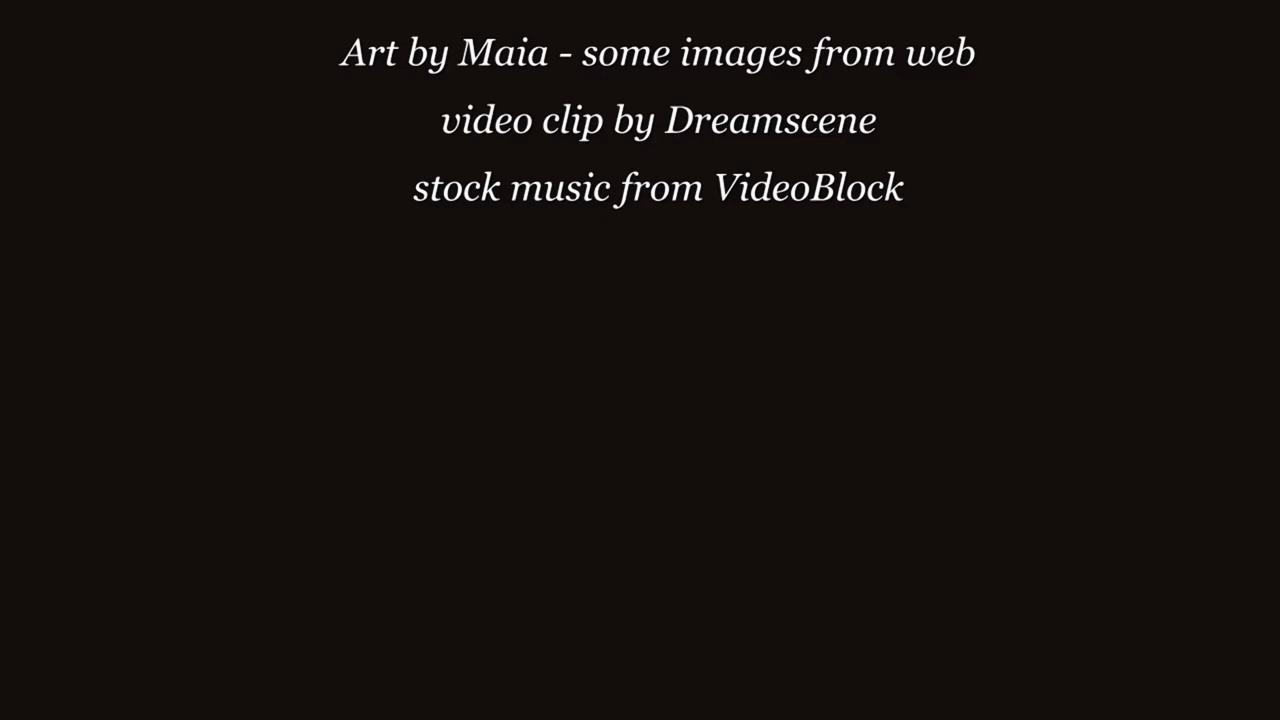 Art by Maia - some images from web
video clip by Dreamscene
stock music from VideoBlock